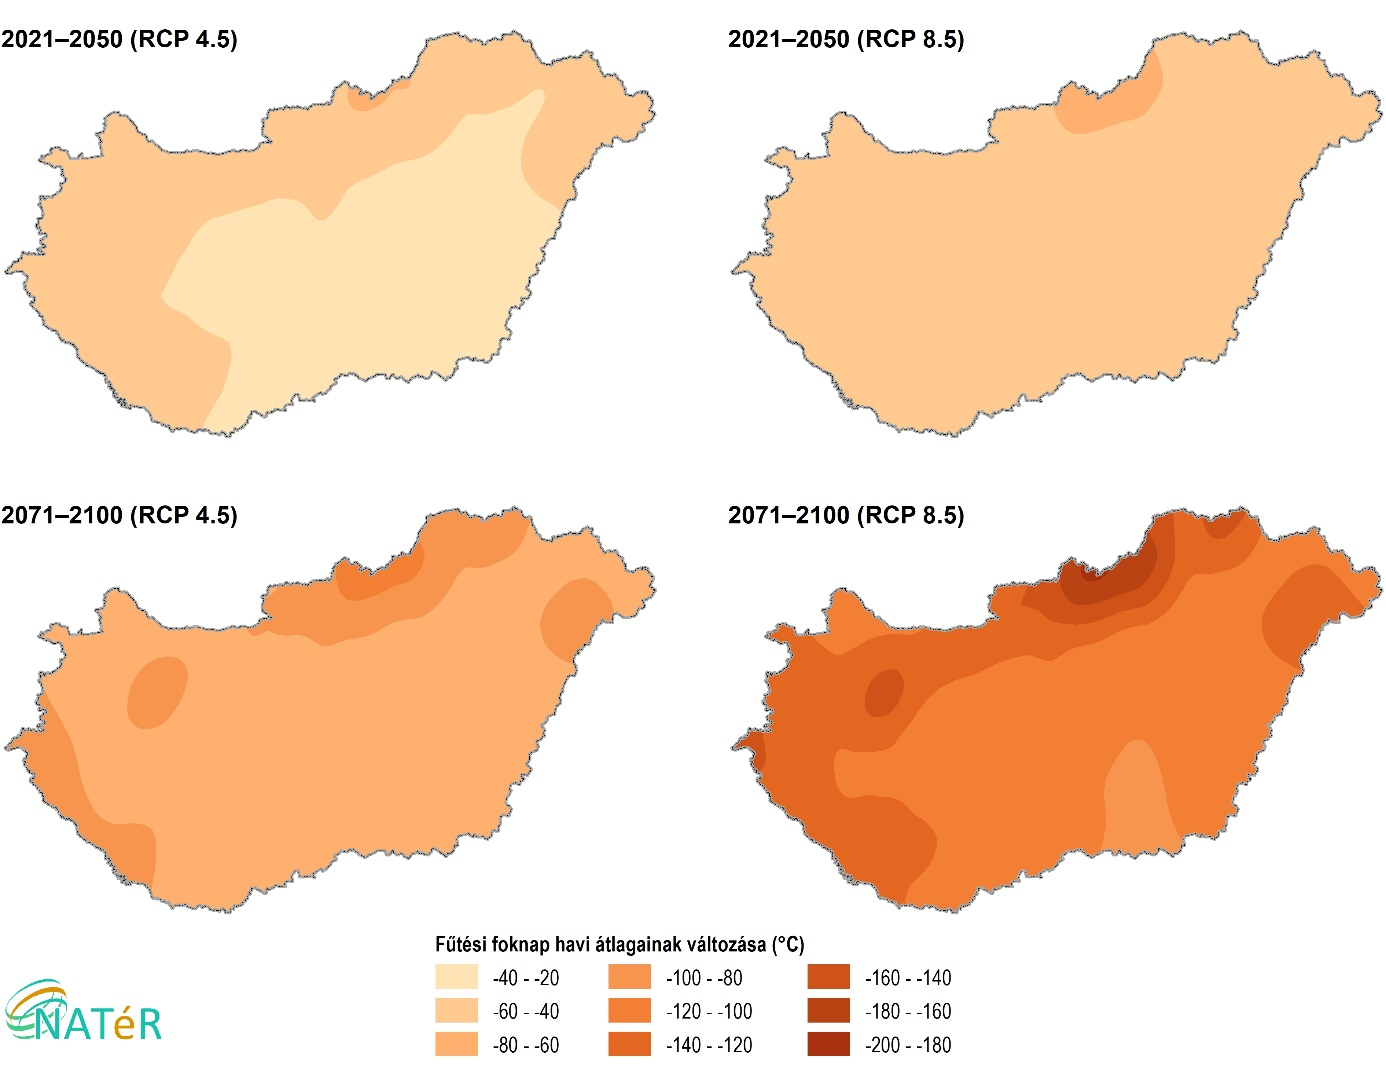 2021–2050 (RCP 4.5)
2021–2050 (RCP 8.5)
2071–2100 (RCP 4.5)
2071–2100 (RCP 8.5)
Fűtési foknap havi átlagainak változása (°C)
-40 - -20
-60 - -40
-80 - -60
-100 - -80
-120 - -100
-140 - -120
-160 - -140
-180 - -160
-200 - -180
NATéR